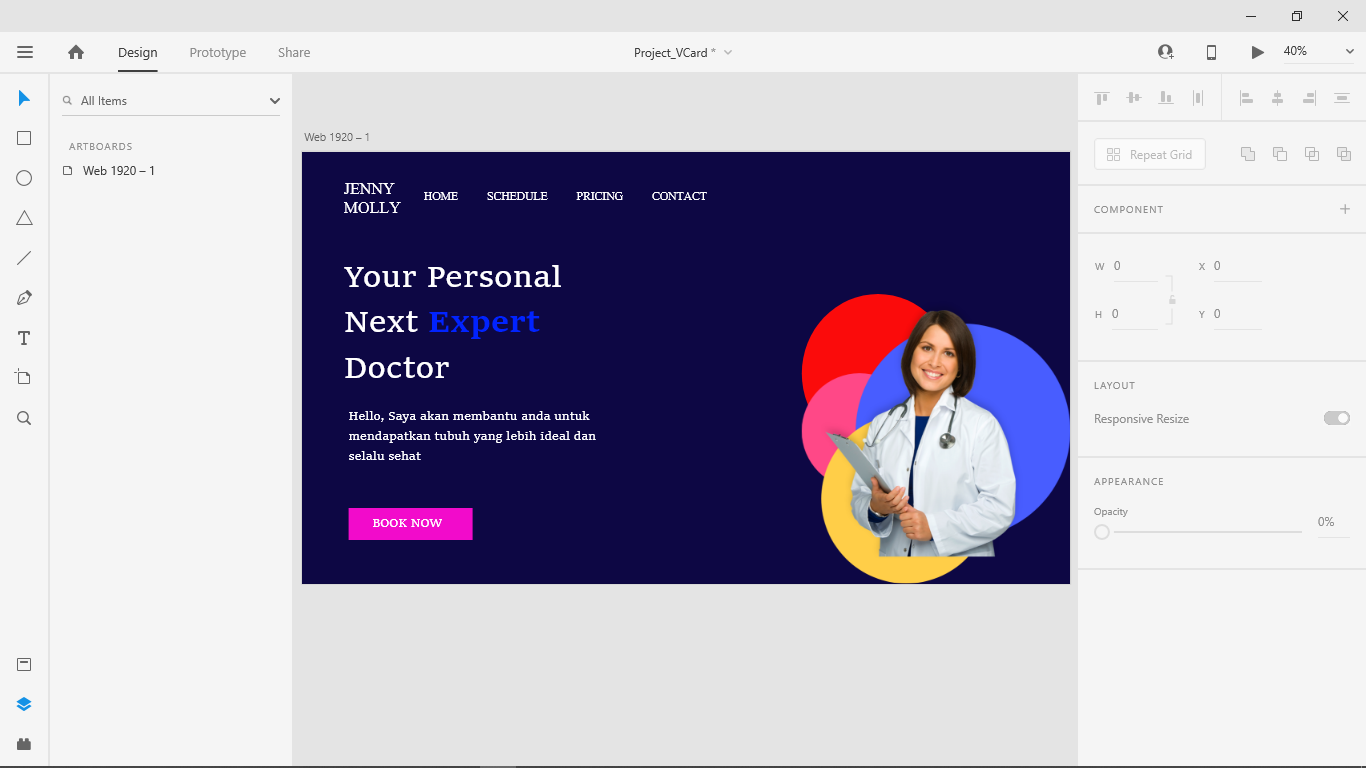 Design
Prototype
Share
Project_VCard *
40%
All Items
ARTBOARDS
Web 1920 – 1
Web 1920 – 1
JENNY
MOLLY
HOME
SCHEDULE
PRICING
CONTACT
Your Personal
Next Expert
Doctor
Hello, Saya akan membantu anda untuk
mendapatkan tubuh yang lebih ideal dan
selalu sehat
BOOK NOW
Repeat Grid
COMPONENT
W 0
X 0
H 0
Y 0
LAYOUT
Responsive Resize
APPEARANCE
Opacity
0%